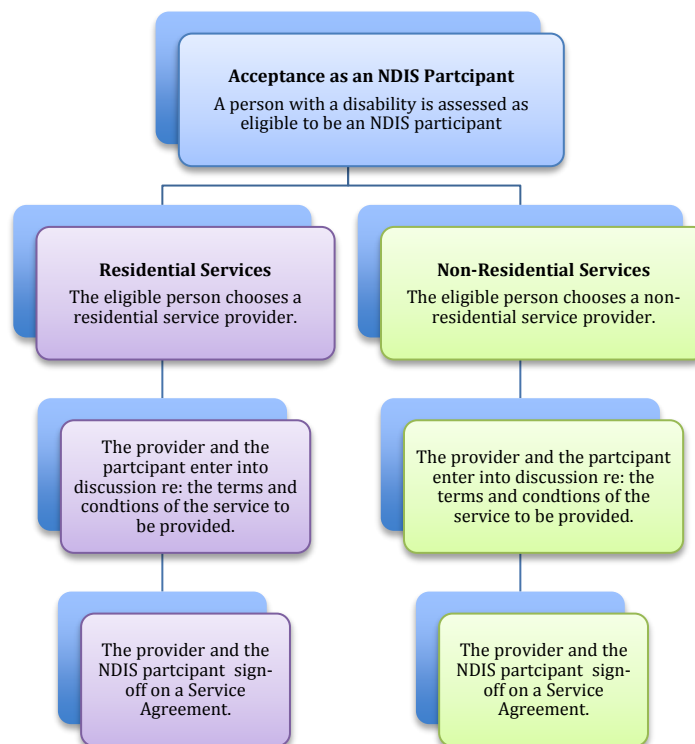 Acceptance as an NDIS Partcipant
A person with a disability is assessed as
eligible to be an NDIS participant
Residential Services
The eligible person chooses a
residential service provider.
Non-Residential Services
The eligible person chooses a non-
residential service provider.
The provider and the
partcipant enter into
discussion re: the terms and
condtions of the service to
be provided.
The provider and the partcipant
enter into discussion re: the
terms and condtions of the
service to be provided.
The provider and the
NDIS partcipant sign-
off on a Service
Agreement.
The provider and the
NDIS partcipant sign-
off on a Service
Agreement.